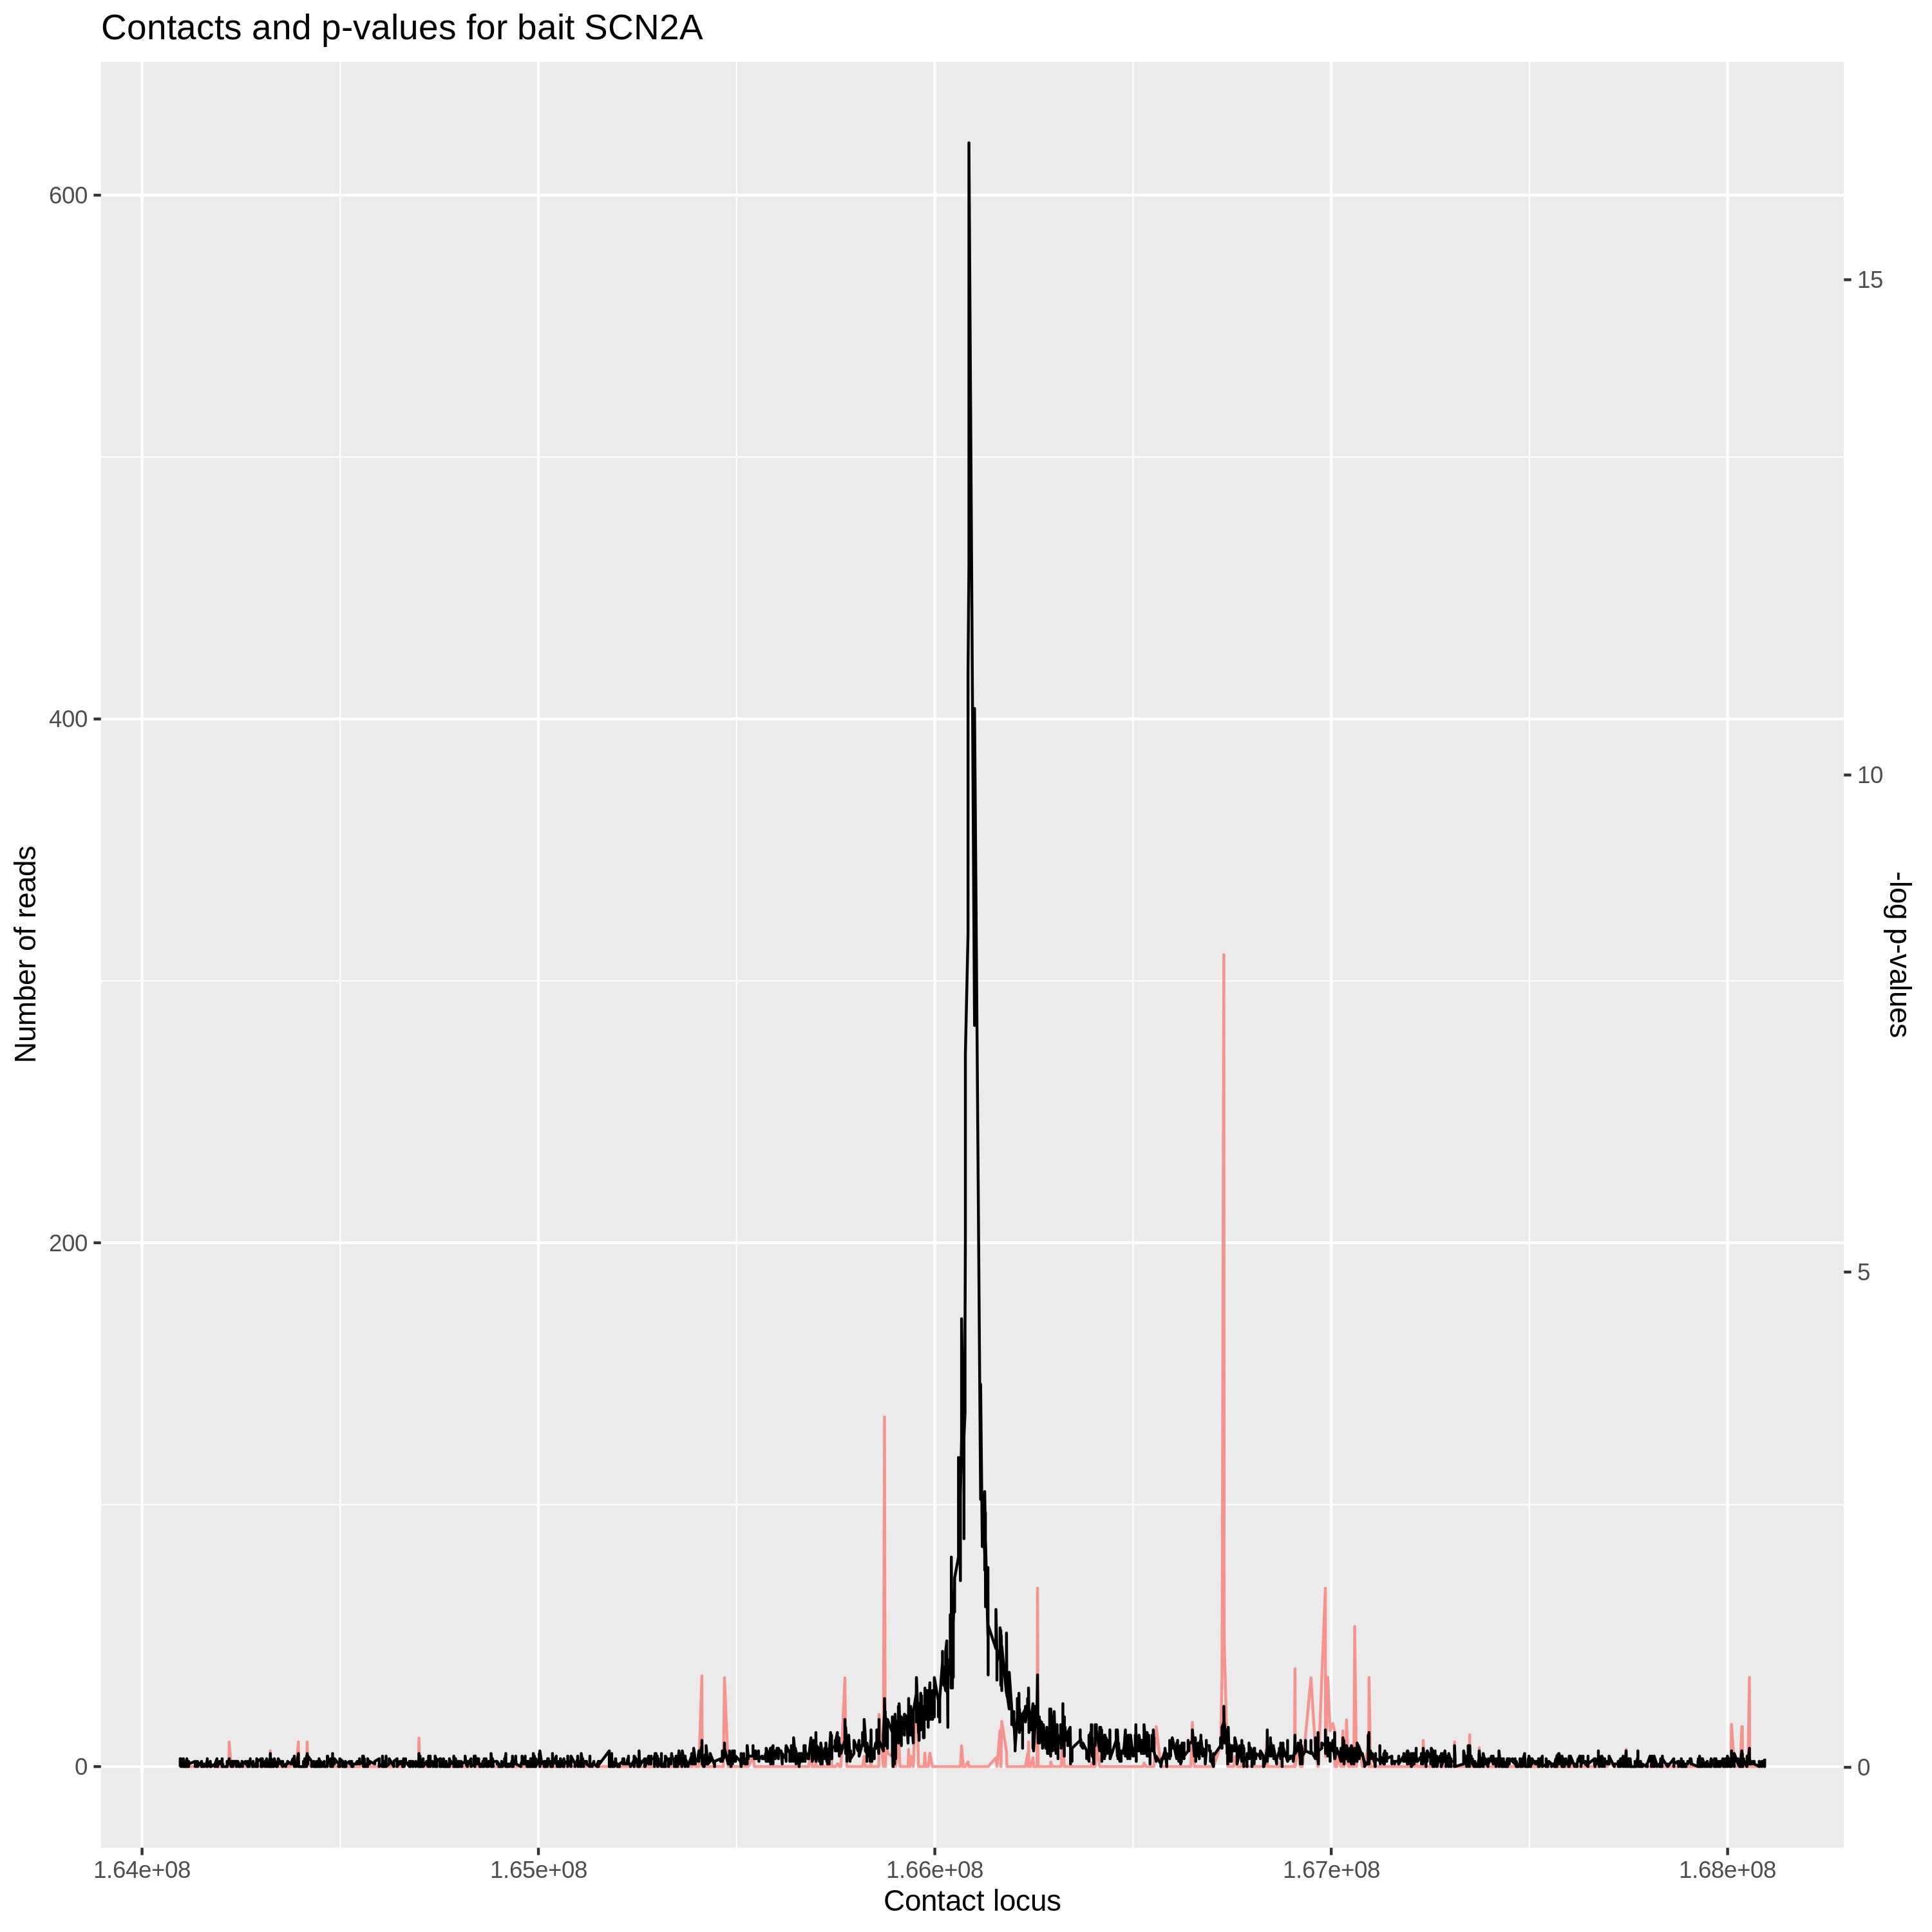 Contacts and p-values for bait SCN2A
600
400
200
0
Number of reads
15
10
5
0
-log p-values
1.64e+08
1.65e+08
1.66e+08
1.67e+08
1.68e+08
Contact locus